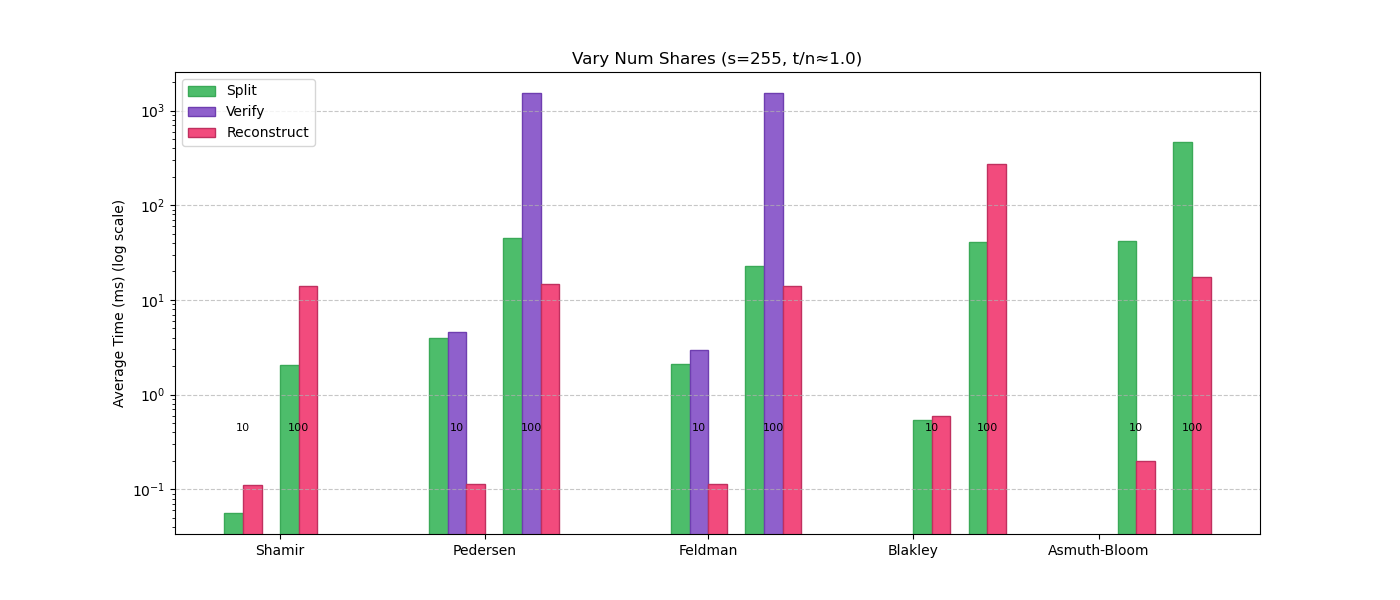 Vary Num Shares (s=255, t/n≈1.0)
Split
Verify
Reconstruct
Average Time (ms) (log scale)
10³
10²
10¹
10⁰
10⁻¹
10
100
10
100
10
100
10
100
10
100
Shamir
Pedersen
Feldman
Blakley
Asmuth-Bloom